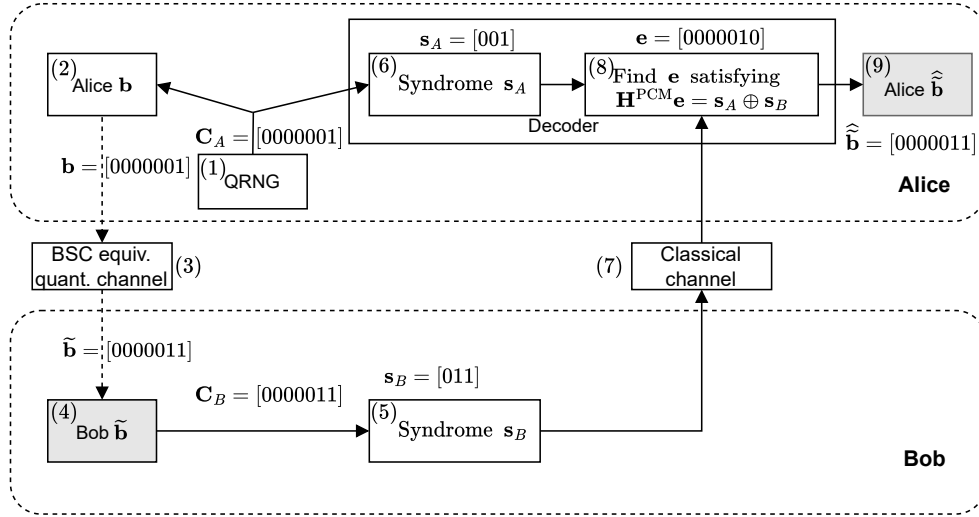 𝐬_A = [001]
𝐞 = [0000010]
(2)
Alice 𝐛
(6)
Syndrome 𝐬_A
(8)
Find 𝐞 satisfying
𝐇^PCM𝐞 = 𝐬_A ⊕ 𝐬_B
(9)
Alice 𝐛̃̂
Decoder
𝐂_A = [0000001]
𝐛̃̂ = [0000011]
𝐛 = [0000001]
(1)
QRNG
Alice
BSC equiv.
quant. channel
(3)
(7)
Classical
channel
𝐛̃ = [0000011]
𝐬_B = [011]
𝐂_B = [0000011]
(4)
Bob 𝐛̃
(5)
Syndrome 𝐬_B
Bob